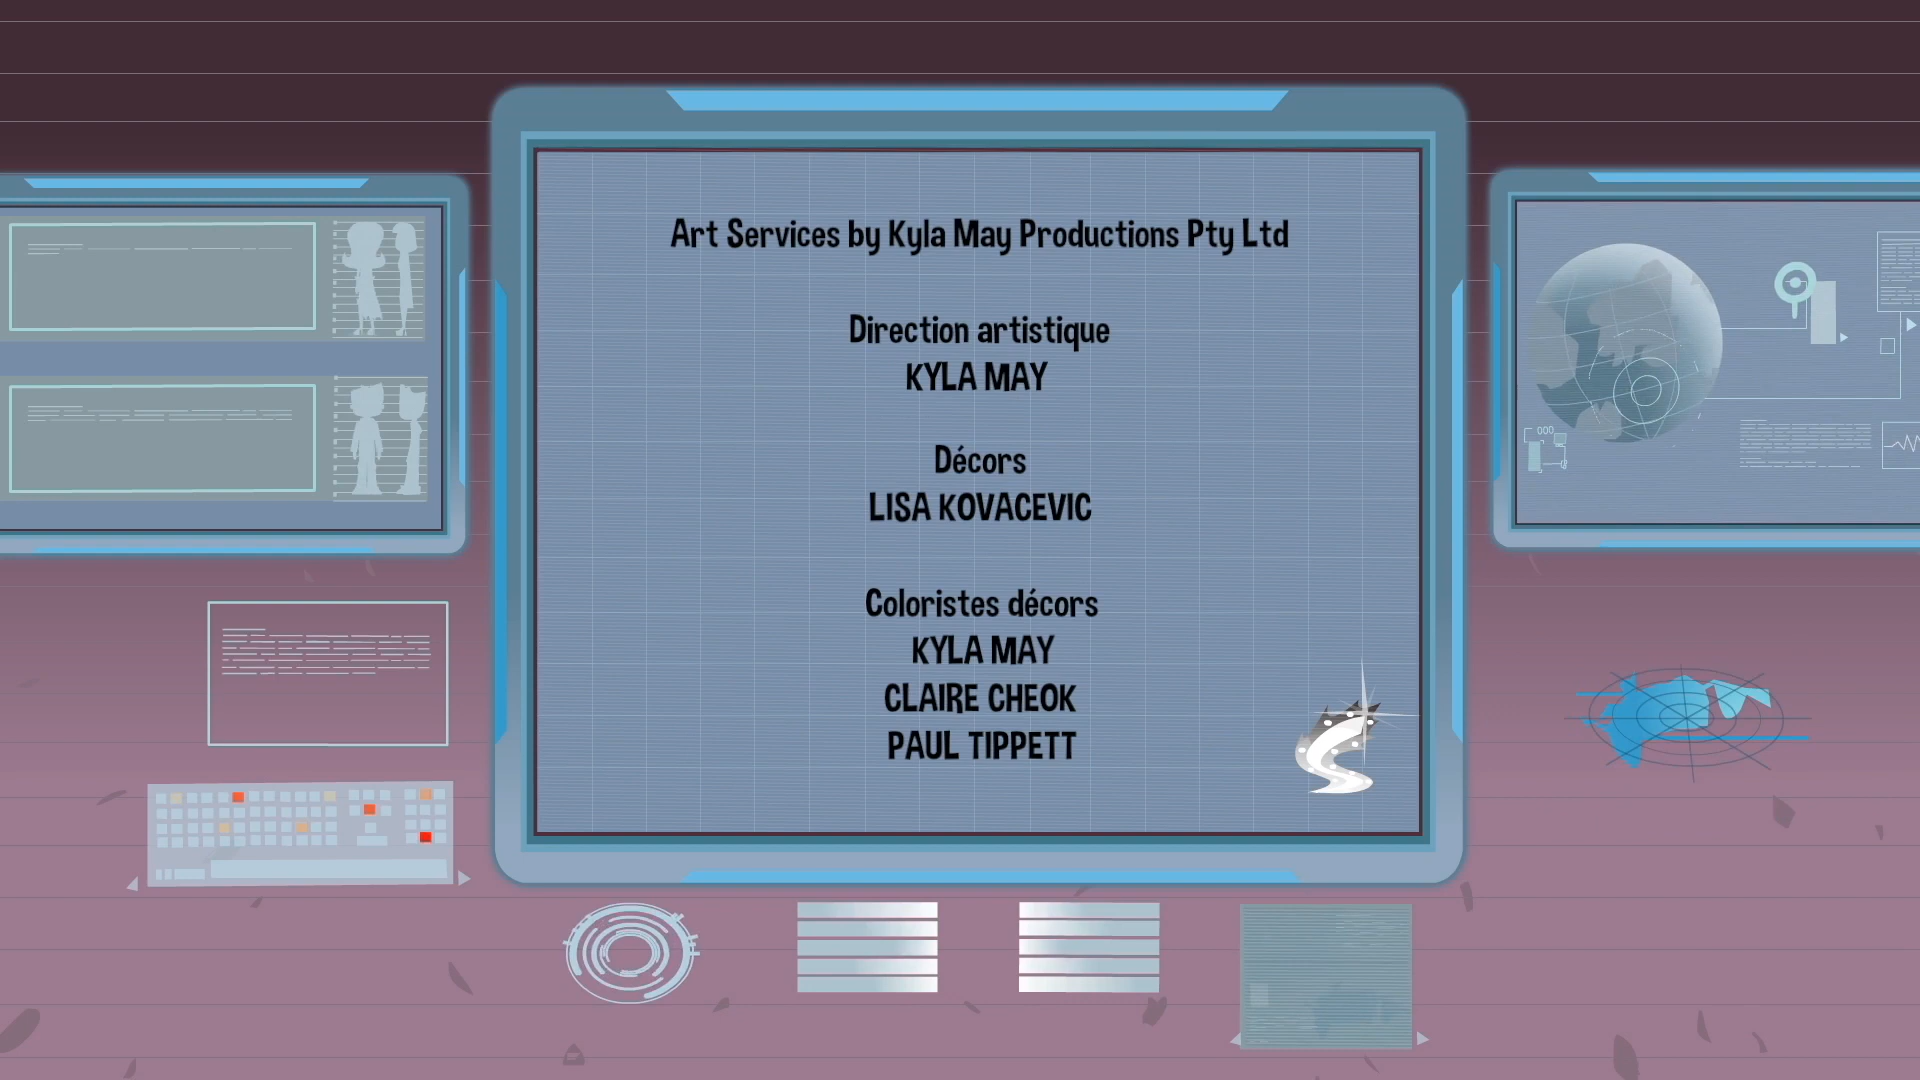 Art Services by Kyla May Productions Pty Ltd
Direction artistique
KYLA MAY
Décors
LISA KOVACEVIC
Coloristes décors
KYLA MAY
CLAIRE CHEOK
PAUL TIPPETT
000